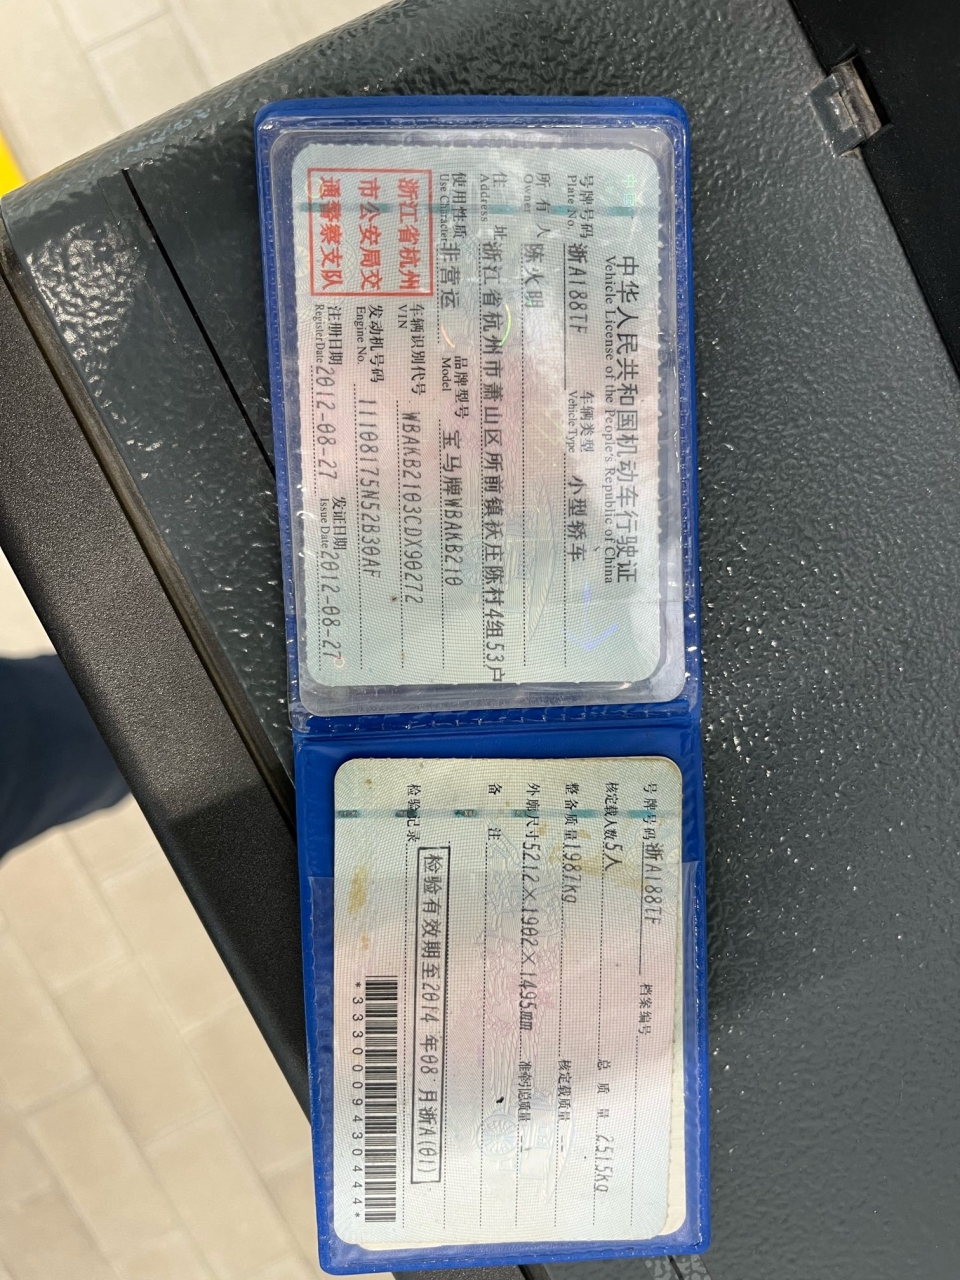 中华人民共和国机动车行驶证
Vehicle License of the People's Republic of China
号牌号码 浙A188TF 车辆类型 小型轿车
Plate No. Vehicle Type
所有人 陈火明
Owner
住址 浙江省杭州市萧山区所前镇袄庄陈村4组53户
Address
使用性质 非营运 品牌型号 宝马牌WBAKB210
Use Character Model
浙江省杭州
市公安局交
通警察支队
车辆识别代号 WBAKB2103CDY90272
VIN
发动机号码 11108175N52B30AF
Engine No.
注册日期 2012-08-27 发证日期 2012-08-27
Register Date Issue Date
号牌号码 浙A188TF 档案编号
核定载人数 5人 总质量 2515kg
整备质量 1987kg 核定载质量 --
外廓尺寸 5212×1902×1495mm 准牵引总质量 --
备注
检验记录
检验有效期至2014年08月浙A(01)
*3330009430444*